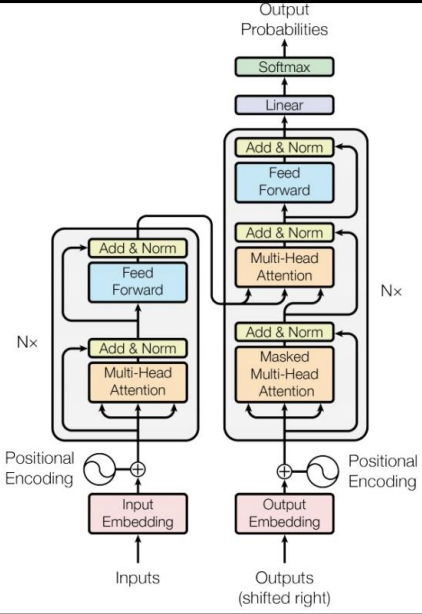 Output
Probabilities
Softmax
Linear
Add & Norm
Feed
Forward
Add & Norm
Multi-Head
Attention
Nx
Add & Norm
Masked
Multi-Head
Attention
Positional
Encoding
Output
Embedding
Outputs
(shifted right)
Add & Norm
Feed
Forward
Nx
Add & Norm
Multi-Head
Attention
Positional
Encoding
Input
Embedding
Inputs